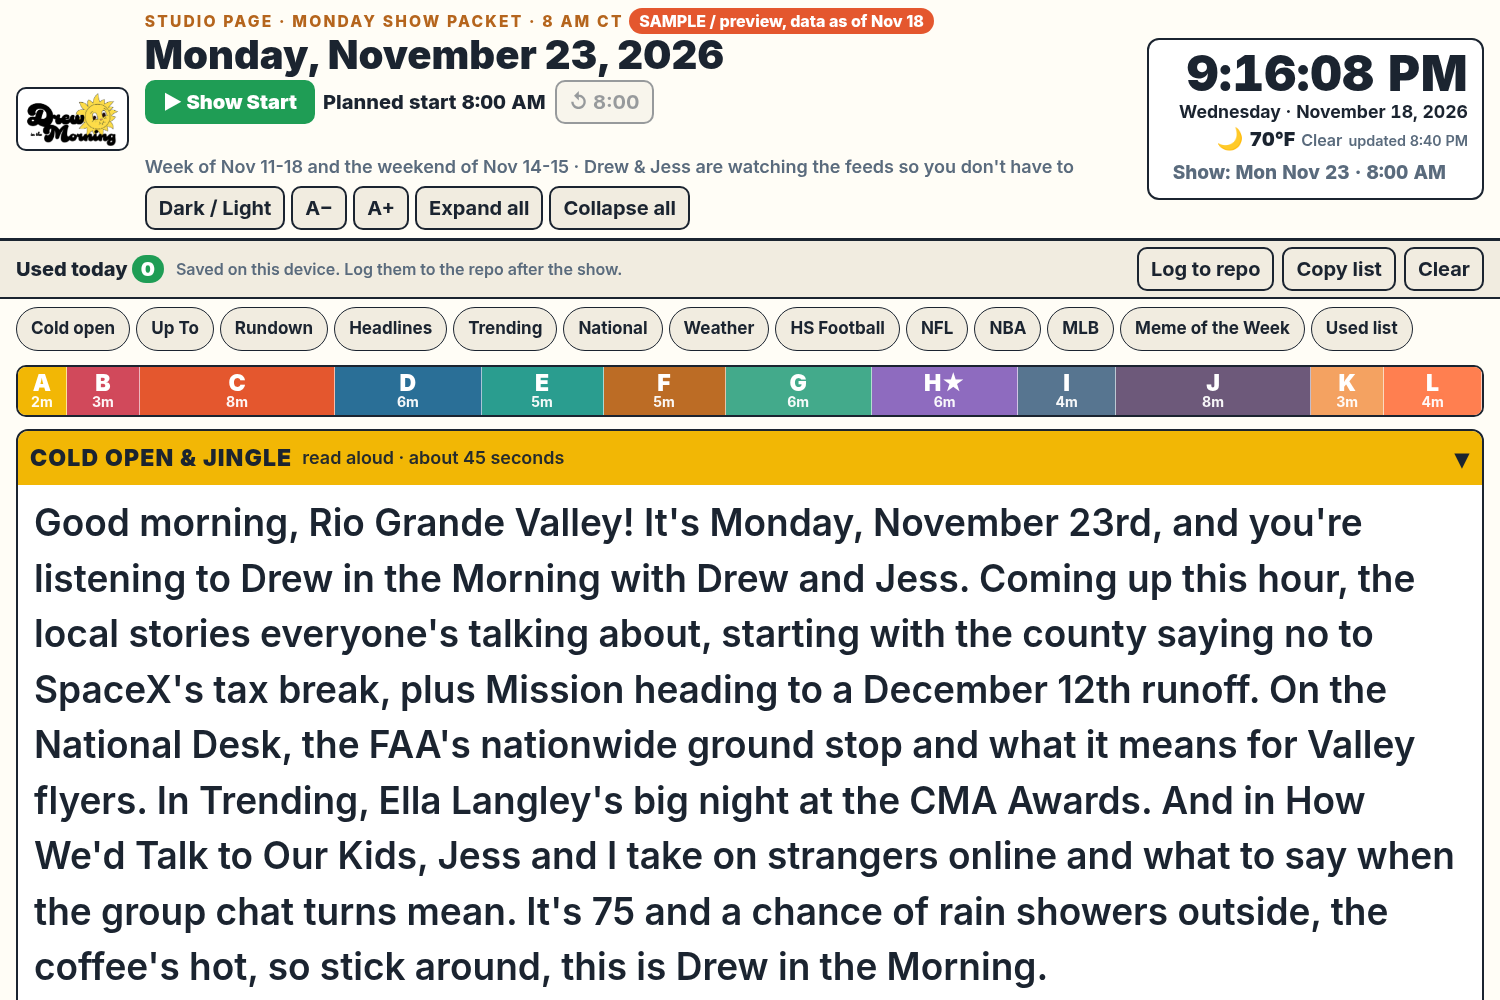 STUDIO PAGE · MONDAY SHOW PACKET · 8 AM CT SAMPLE / preview, data as of Nov 18
Monday, November 23, 2026
▶ Show Start Planned start 8:00 AM ↺ 8:00
Drew in the Morning
Week of Nov 11-18 and the weekend of Nov 14-15 · Drew & Jess are watching the feeds so you don't have to
Dark / Light A− A+ Expand all Collapse all
9:16:08 PM
Wednesday · November 18, 2026
70°F Clear updated 8:40 PM
Show: Mon Nov 23 · 8:00 AM
Used today 0 Saved on this device. Log them to the repo after the show. Log to repo Copy list Clear
Cold open Up To Rundown Headlines Trending National Weather HS Football NFL NBA MLB Meme of the Week Used list
A B C D E F G H★ I J K L
2m 3m 8m 6m 5m 5m 6m 6m 4m 8m 3m 4m
COLD OPEN & JINGLE read aloud · about 45 seconds ▼
Good morning, Rio Grande Valley! It's Monday, November 23rd, and you're
listening to Drew in the Morning with Drew and Jess. Coming up this hour, the
local stories everyone's talking about, starting with the county saying no to
SpaceX's tax break, plus Mission heading to a December 12th runoff. On the
National Desk, the FAA's nationwide ground stop and what it means for Valley
flyers. In Trending, Ella Langley's big night at the CMA Awards. And in How
We'd Talk to Our Kids, Jess and I take on strangers online and what to say when
the group chat turns mean. It's 75 and a chance of rain showers outside, the
coffee's hot, so stick around, this is Drew in the Morning.